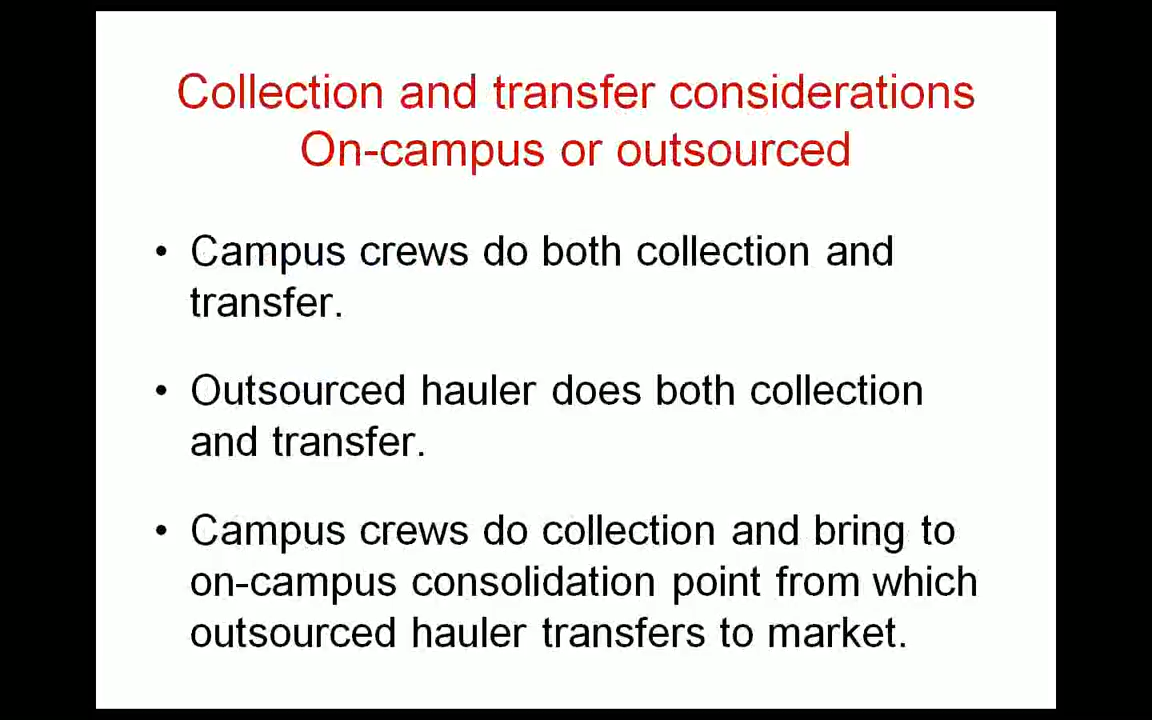 Collection and transfer considerations
On-campus or outsourced
• Campus crews do both collection and
transfer.
• Outsourced hauler does both collection
and transfer.
• Campus crews do collection and bring to
on-campus consolidation point from which
outsourced hauler transfers to market.